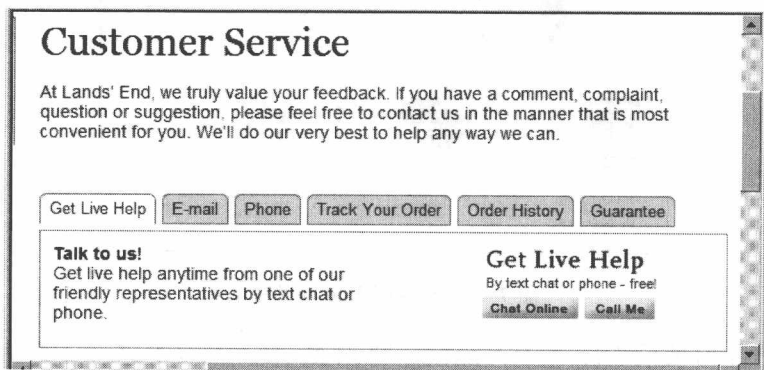 Customer Service
At Lands' End, we truly value your feedback. If you have a comment, complaint,
question or suggestion, please feel free to contact us in the manner that is most
convenient for you. We'll do our very best to help any way we can.
Get Live Help E-mail Phone Track Your Order Order History Guarantee
Talk to us!
Get live help anytime from one of our
friendly representatives by text chat or
phone.
Get Live Help
By text chat or phone - free!
Chat Online Call Me